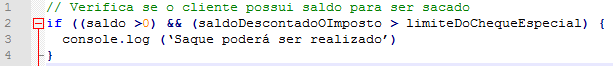 1 // Verifica se o cliente possui saldo para ser sacado
2 if ((saldo >0) && (saldoDescontadoOImposto > limiteDoChequeEspecial) {
3 console.log (‘Saque poderá ser realizado’)
4 }